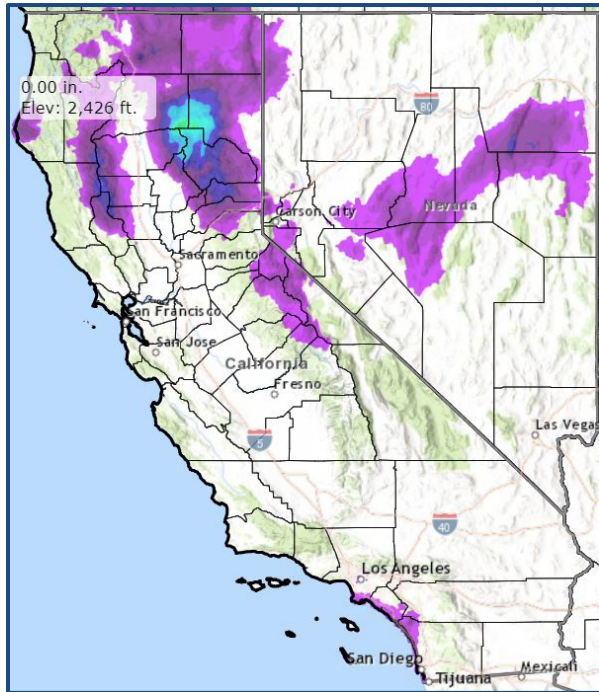 0.00 in.
Elev: 2,426 ft.
80
Carson City
Nevada
Sacramento
San Francisco
San Jose
California
Fresno
Las Vegas
5
40
Los Angeles
San Diego
Tijuana
Mexicali